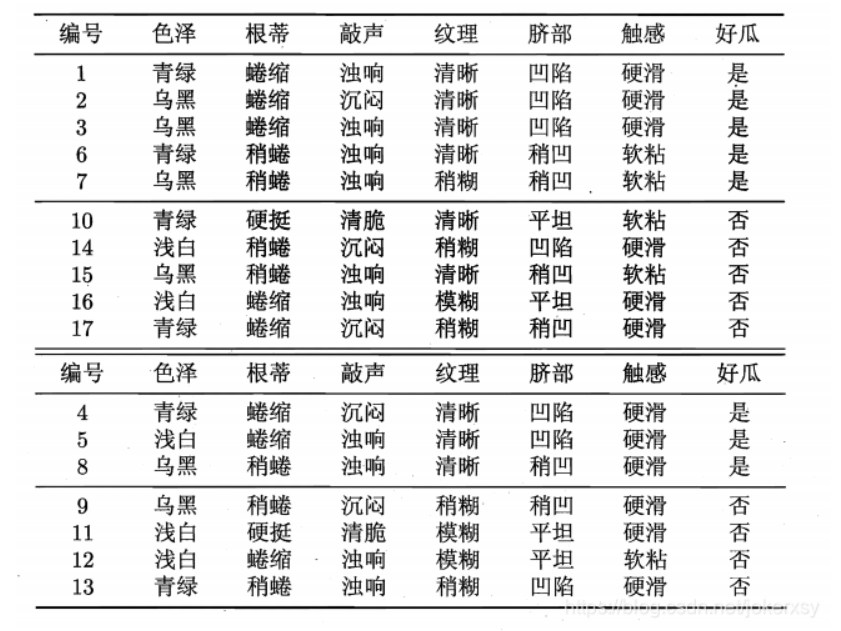 编号 色泽 根蒂 敲声 纹理 脐部 触感 好瓜
1 青绿 蜷缩 浊响 清晰 凹陷 硬滑 是
2 乌黑 蜷缩 沉闷 清晰 凹陷 硬滑 是
3 乌黑 蜷缩 浊响 清晰 凹陷 硬滑 是
6 青绿 稍蜷 浊响 清晰 稍凹 软粘 是
7 乌黑 稍蜷 浊响 稍糊 稍凹 软粘 是
10 青绿 硬挺 清脆 清晰 平坦 软粘 否
14 浅白 稍蜷 沉闷 稍糊 凹陷 硬滑 否
15 乌黑 稍蜷 浊响 清晰 稍凹 软粘 否
16 浅白 蜷缩 浊响 模糊 平坦 硬滑 否
17 青绿 蜷缩 沉闷 稍糊 稍凹 硬滑 否
编号 色泽 根蒂 敲声 纹理 脐部 触感 好瓜
4 青绿 蜷缩 沉闷 清晰 凹陷 硬滑 是
5 浅白 蜷缩 浊响 清晰 凹陷 硬滑 是
8 乌黑 稍蜷 浊响 清晰 稍凹 硬滑 是
9 乌黑 稍蜷 沉闷 稍糊 稍凹 硬滑 否
11 浅白 硬挺 清脆 模糊 平坦 硬滑 否
12 浅白 蜷缩 浊响 模糊 平坦 软粘 否
13 青绿 稍蜷 浊响 稍糊 凹陷 硬滑 否
https://blog.csdn.net/jokerxsy